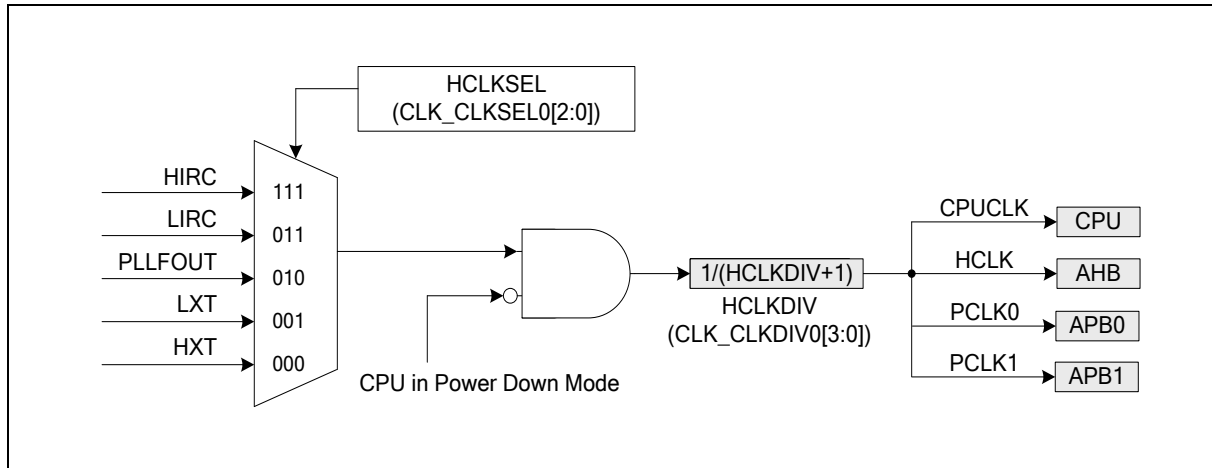 HCLKSEL
(CLK_CLKSEL0[2:0])
HIRC
111
LIRC
011
PLLFOUT
010
LXT
001
HXT
000
CPU in Power Down Mode
1/(HCLKDIV+1)
HCLKDIV
(CLK_CLKDIV0[3:0])
CPUCLK
CPU
HCLK
AHB
PCLK0
APB0
PCLK1
APB1